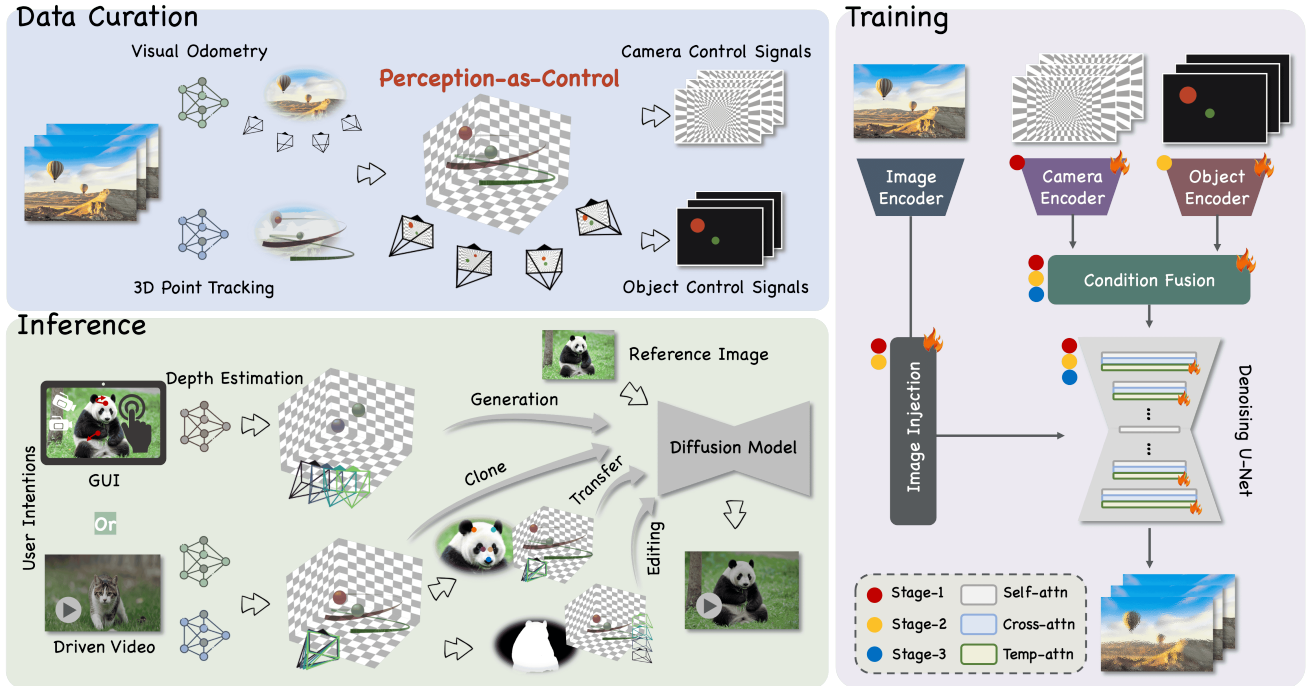 Data Curation
Visual Odometry
3D Point Tracking
Perception-as-Control
Camera Control Signals
Object Control Signals
Inference
User Intentions
GUI
Or
Driven Video
Depth Estimation
Generation
Clone
Transfer
Editing
Reference Image
Diffusion Model
Training
Image
Encoder
Camera
Encoder
Object
Encoder
Condition Fusion
Image Injection
Denoising U-Net
Stage-1
Self-attn
Stage-2
Cross-attn
Stage-3
Temp-attn